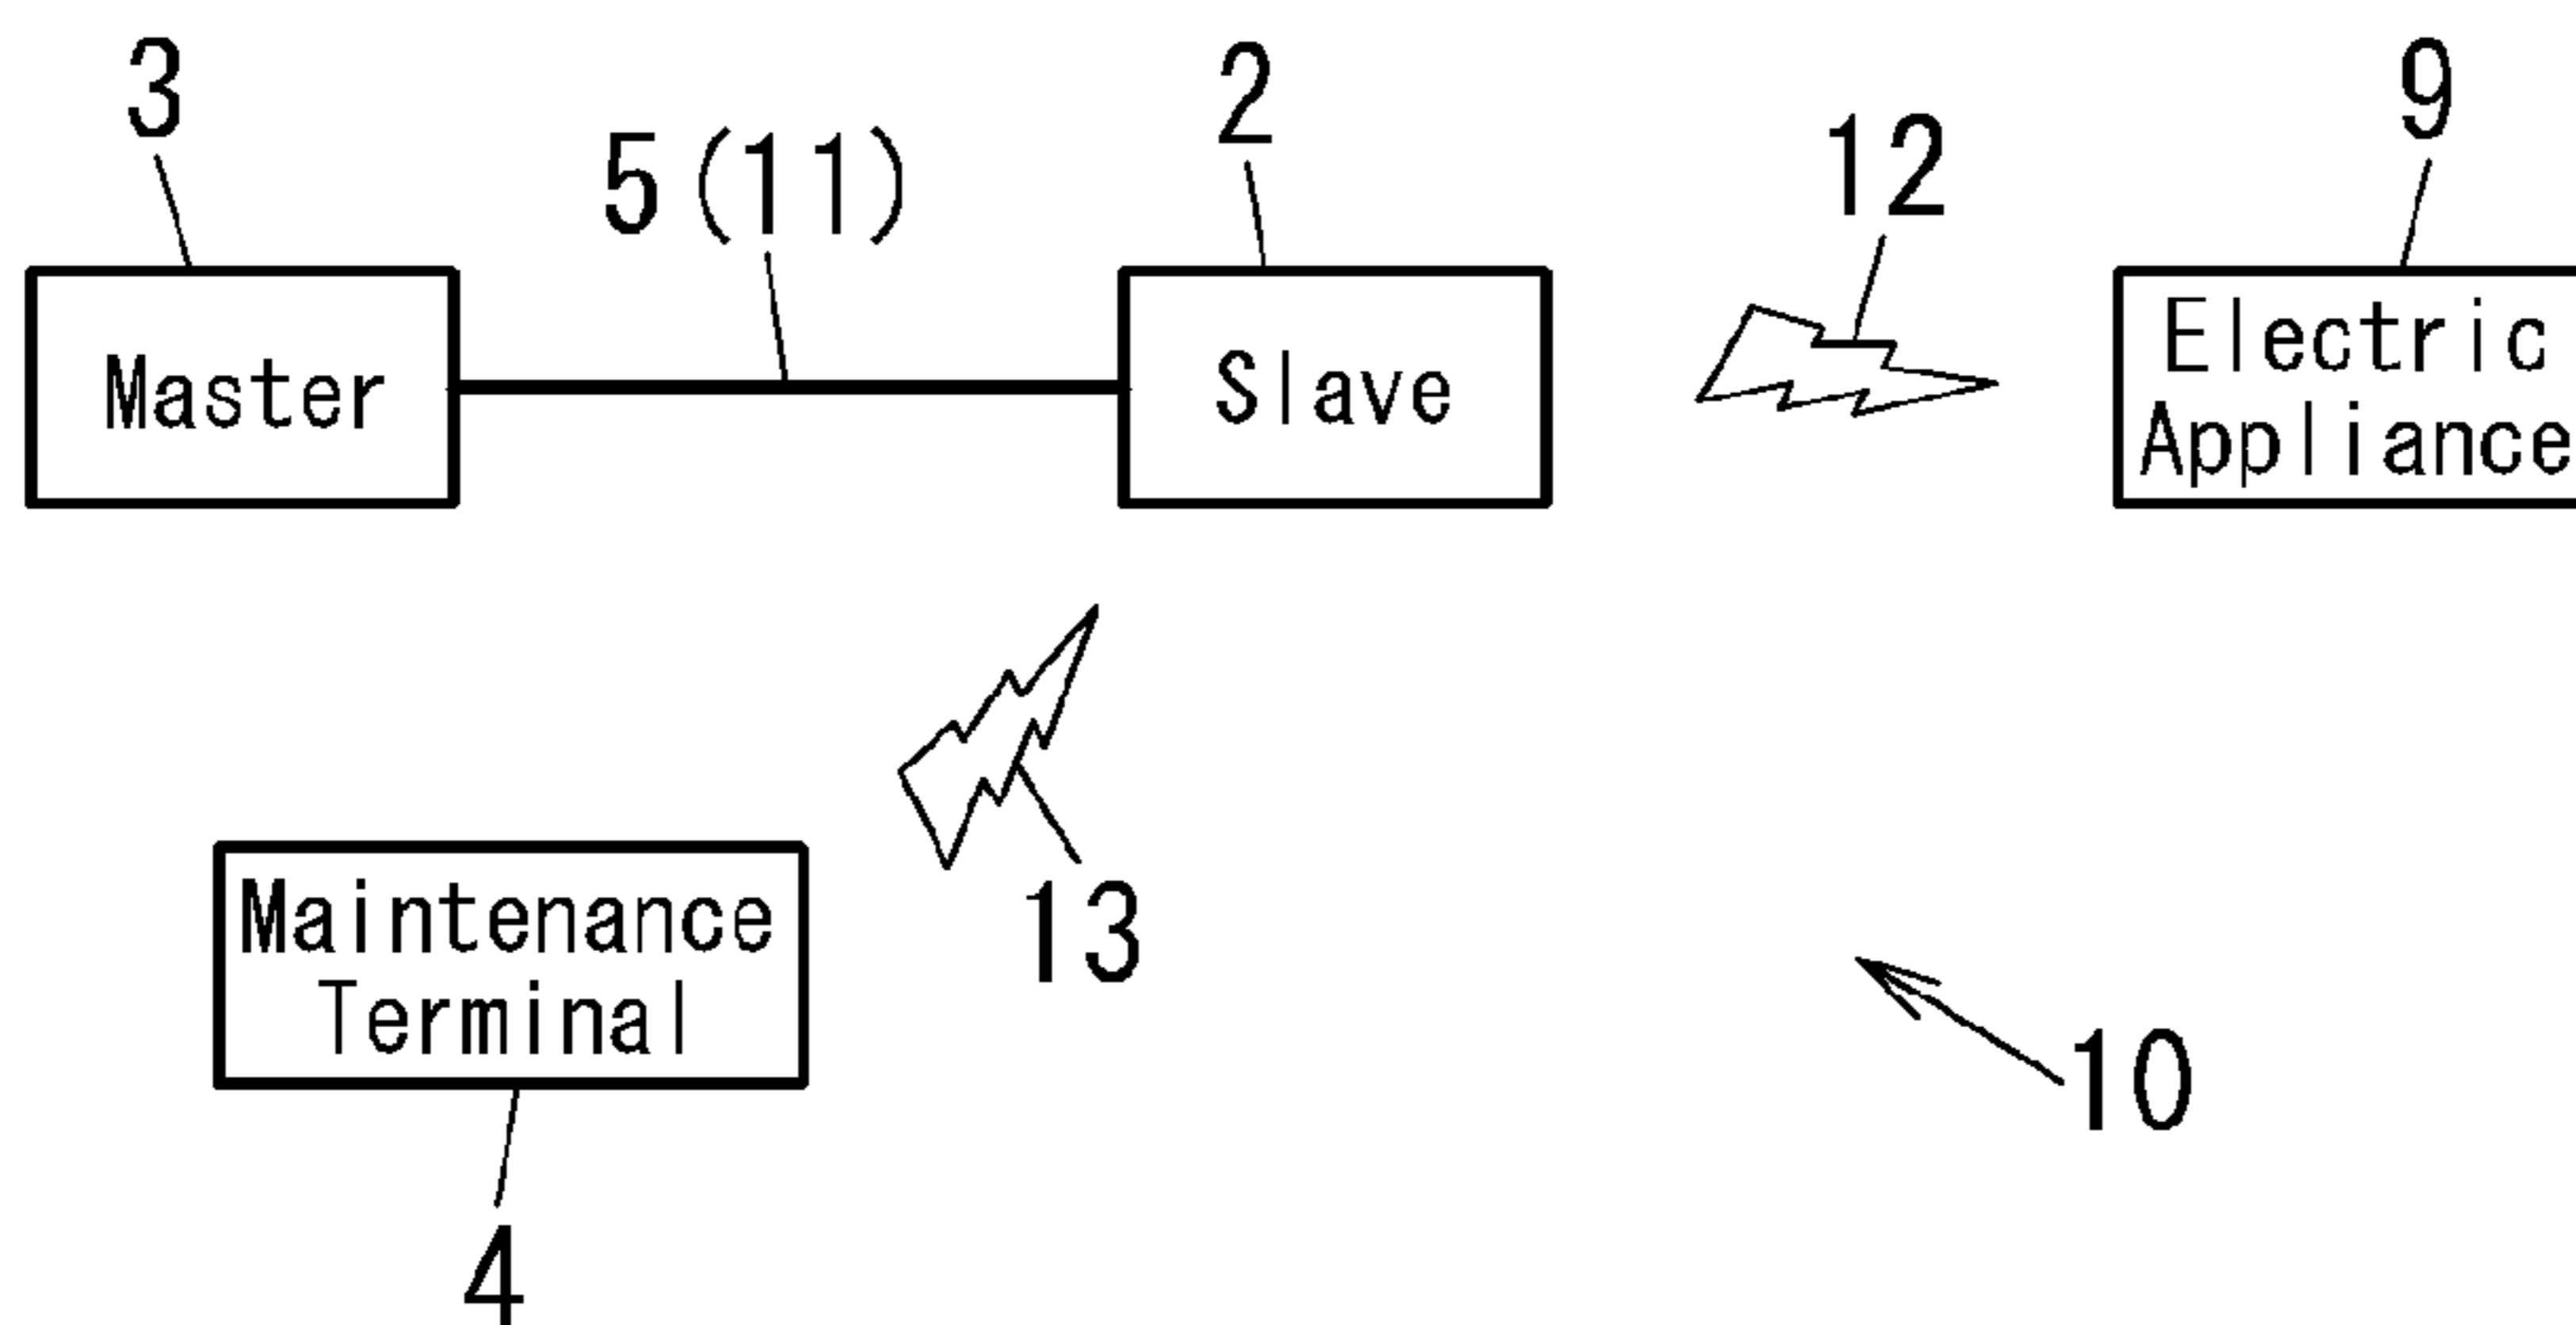 3
2
9
5(11)
12
Master
Slave
Electric
Appliance
13
Maintenance
Terminal
10
4